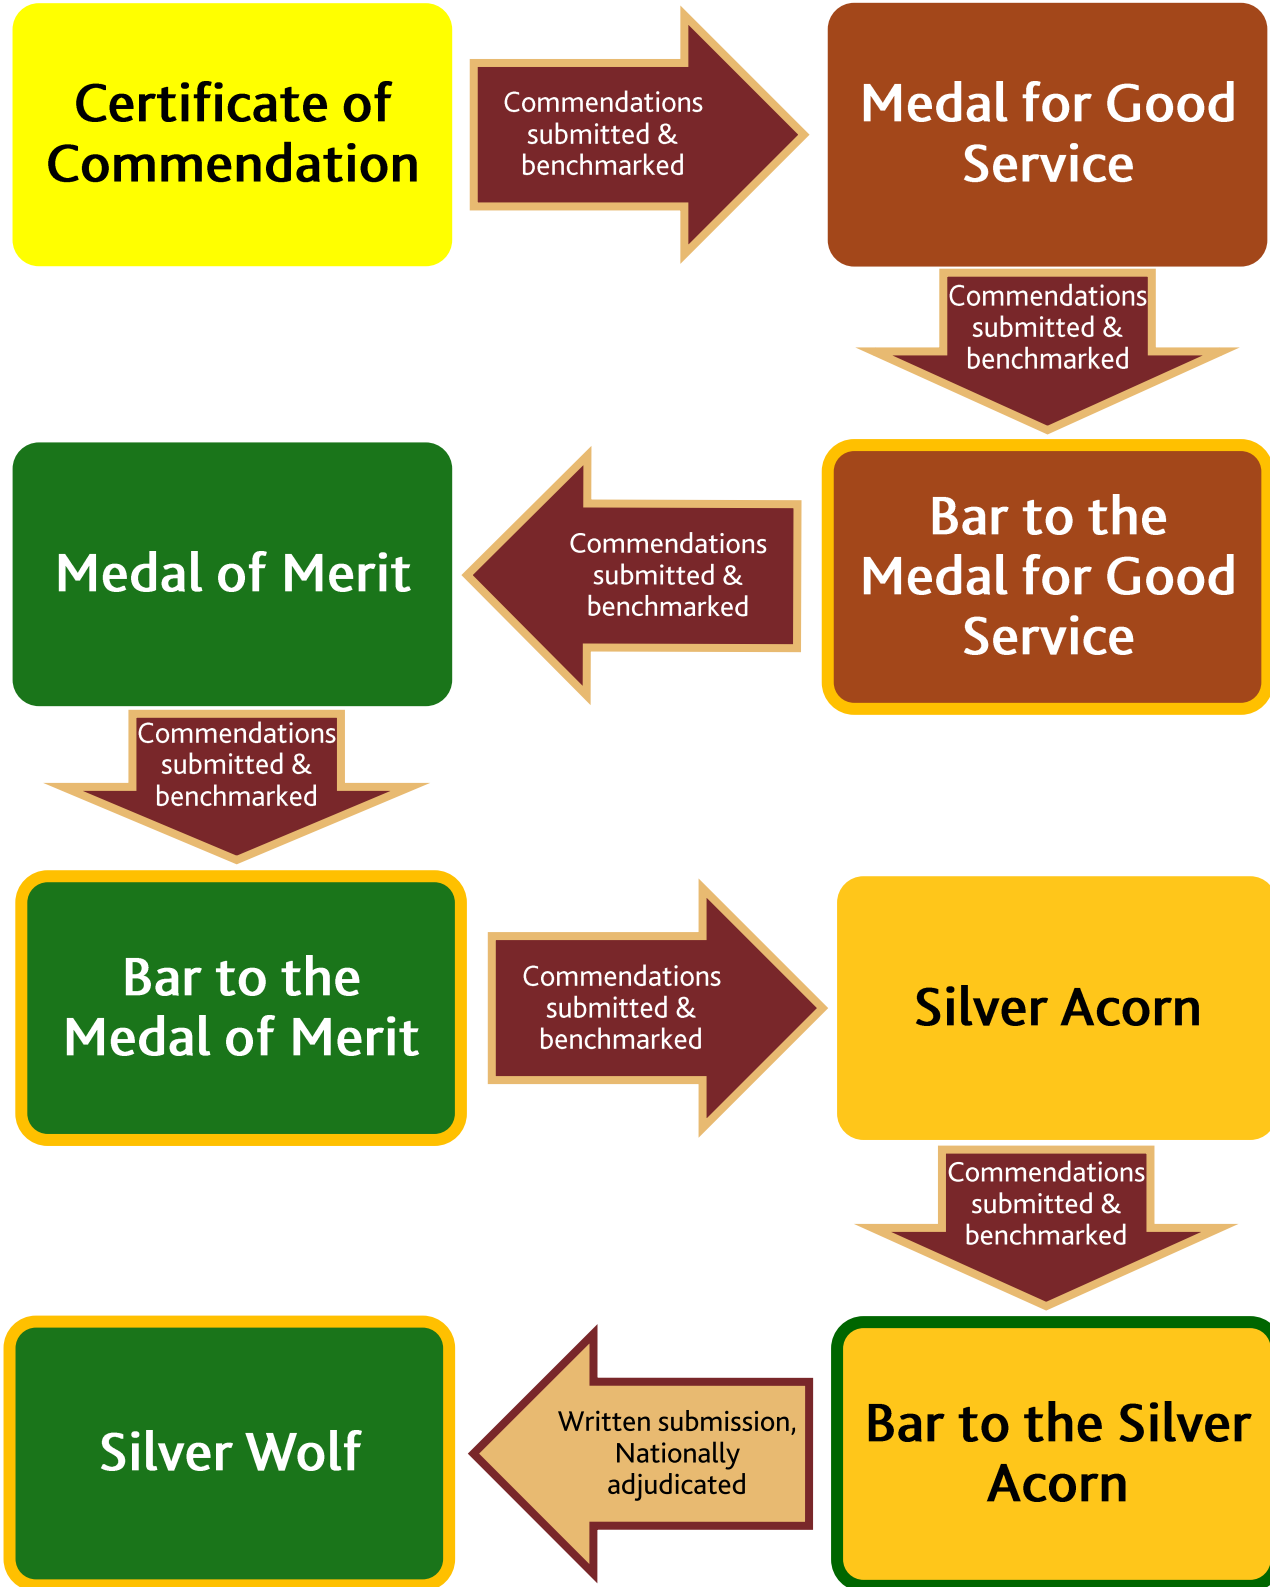 Certificate of
Commendation
Commendations
submitted &
benchmarked
Medal for Good
Service
Commendations
submitted &
benchmarked
Bar to the
Medal for Good
Service
Commendations
submitted &
benchmarked
Medal of Merit
Commendations
submitted &
benchmarked
Bar to the
Medal of Merit
Commendations
submitted &
benchmarked
Silver Acorn
Commendations
submitted &
benchmarked
Bar to the Silver
Acorn
Written submission,
Nationally
adjudicated
Silver Wolf